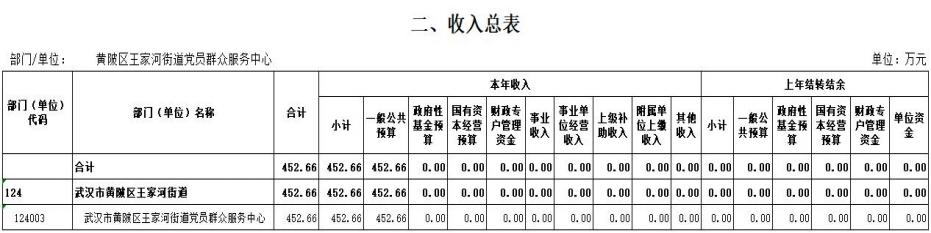 二、收入总表
部门/单位： 黄陂区王家河街道党员群众服务中心 单位：万元
部门（单位）代码 部门（单位）名称 合计 本年收入 上年结转结余
小计 一般公共预算 政府性基金预算 国有资本经营预算 财政专户管理资金 事业收入 事业单位经营收入 上级补助收入 附属单位上缴收入 其他收入 小计 一般公共预算 政府性基金预算 国有资本经营预算 财政专户管理资金 单位资金
合计 452.66 452.66 452.66 0.00 0.00 0.00 0.00 0.00 0.00 0.00 0.00 0.00 0.00 0.00 0.00 0.00 0.00
124 武汉市黄陂区王家河街道 452.66 452.66 452.66 0.00 0.00 0.00 0.00 0.00 0.00 0.00 0.00 0.00 0.00 0.00 0.00 0.00 0.00
124003 武汉市黄陂区王家河街道党员群众服务中心 452.66 452.66 452.66 0.00 0.00 0.00 0.00 0.00 0.00 0.00 0.00 0.00 0.00 0.00 0.00 0.00 0.00